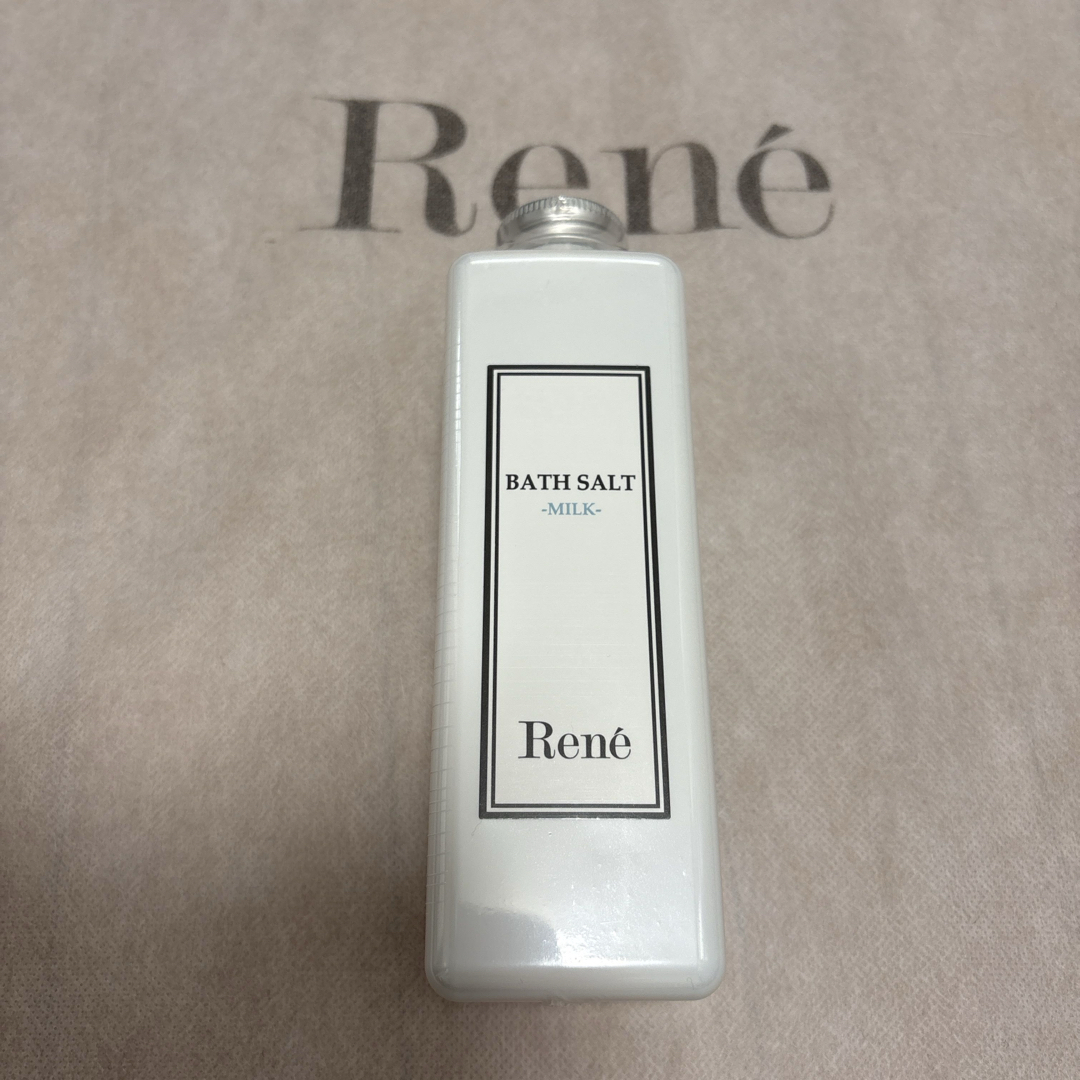 René
BATH SALT
-MILK-
René